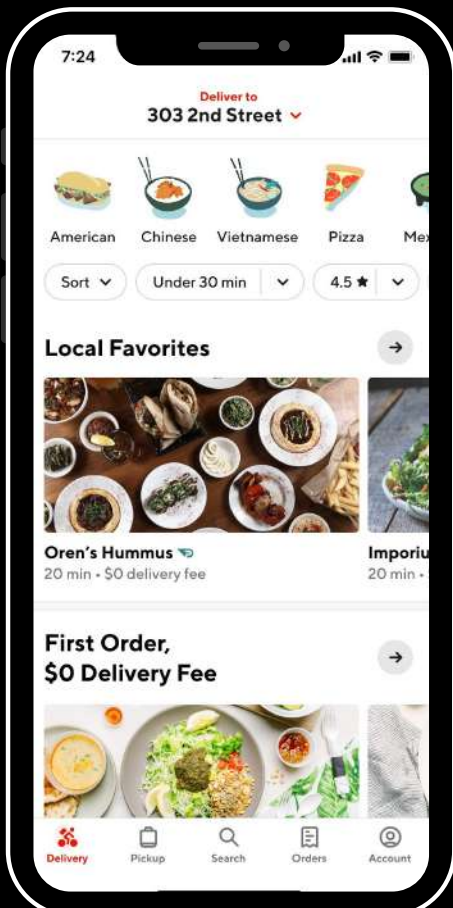 7:24
Deliver to
303 2nd Street
American Chinese Vietnamese Pizza Mex
Sort Under 30 min 4.5 ★
Local Favorites
Oren's Hummus
Imporiu
20 min • $0 delivery fee
20 min •
First Order,
$0 Delivery Fee
Delivery Pickup Search Orders Account